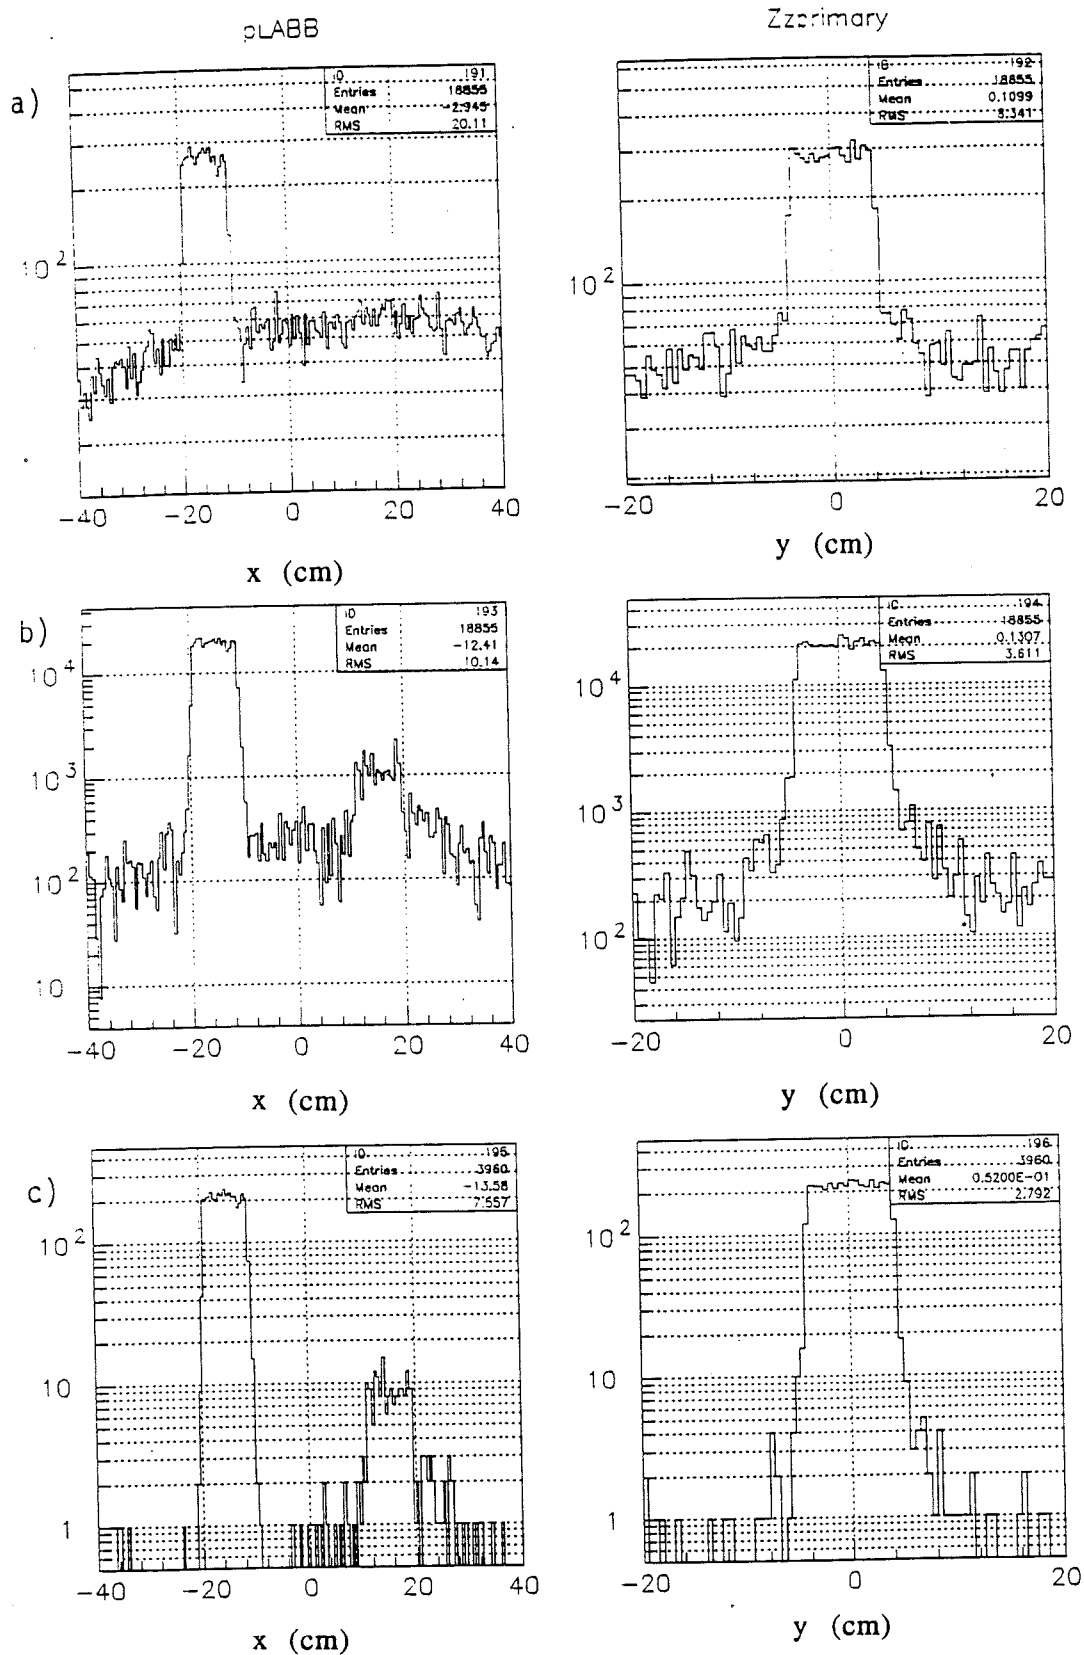 pLABB
Zzprimary
a)
ID 191
Entries 18855
Mean -2.945
RMS 20.11
10 2
-40 -20 0 20 40
x (cm)
ID 192
Entries 18855
Mean 0.1099
RMS 8.341
10 2
-20 0 20
y (cm)
b)
ID 193
Entries 18855
Mean -12.41
RMS 10.14
10 4
10 3
10 2
10
-40 -20 0 20 40
x (cm)
ID 194
Entries 18855
Mean 0.1307
RMS 3.611
10 4
10 3
10 2
-20 0 20
y (cm)
c)
ID 195
Entries 3960
Mean -13.58
RMS 7.557
10 2
10
1
-40 -20 0 20 40
x (cm)
ID 196
Entries 3960
Mean 0.5200E-01
RMS 2.792
10 2
10
1
-20 0 20
y (cm)